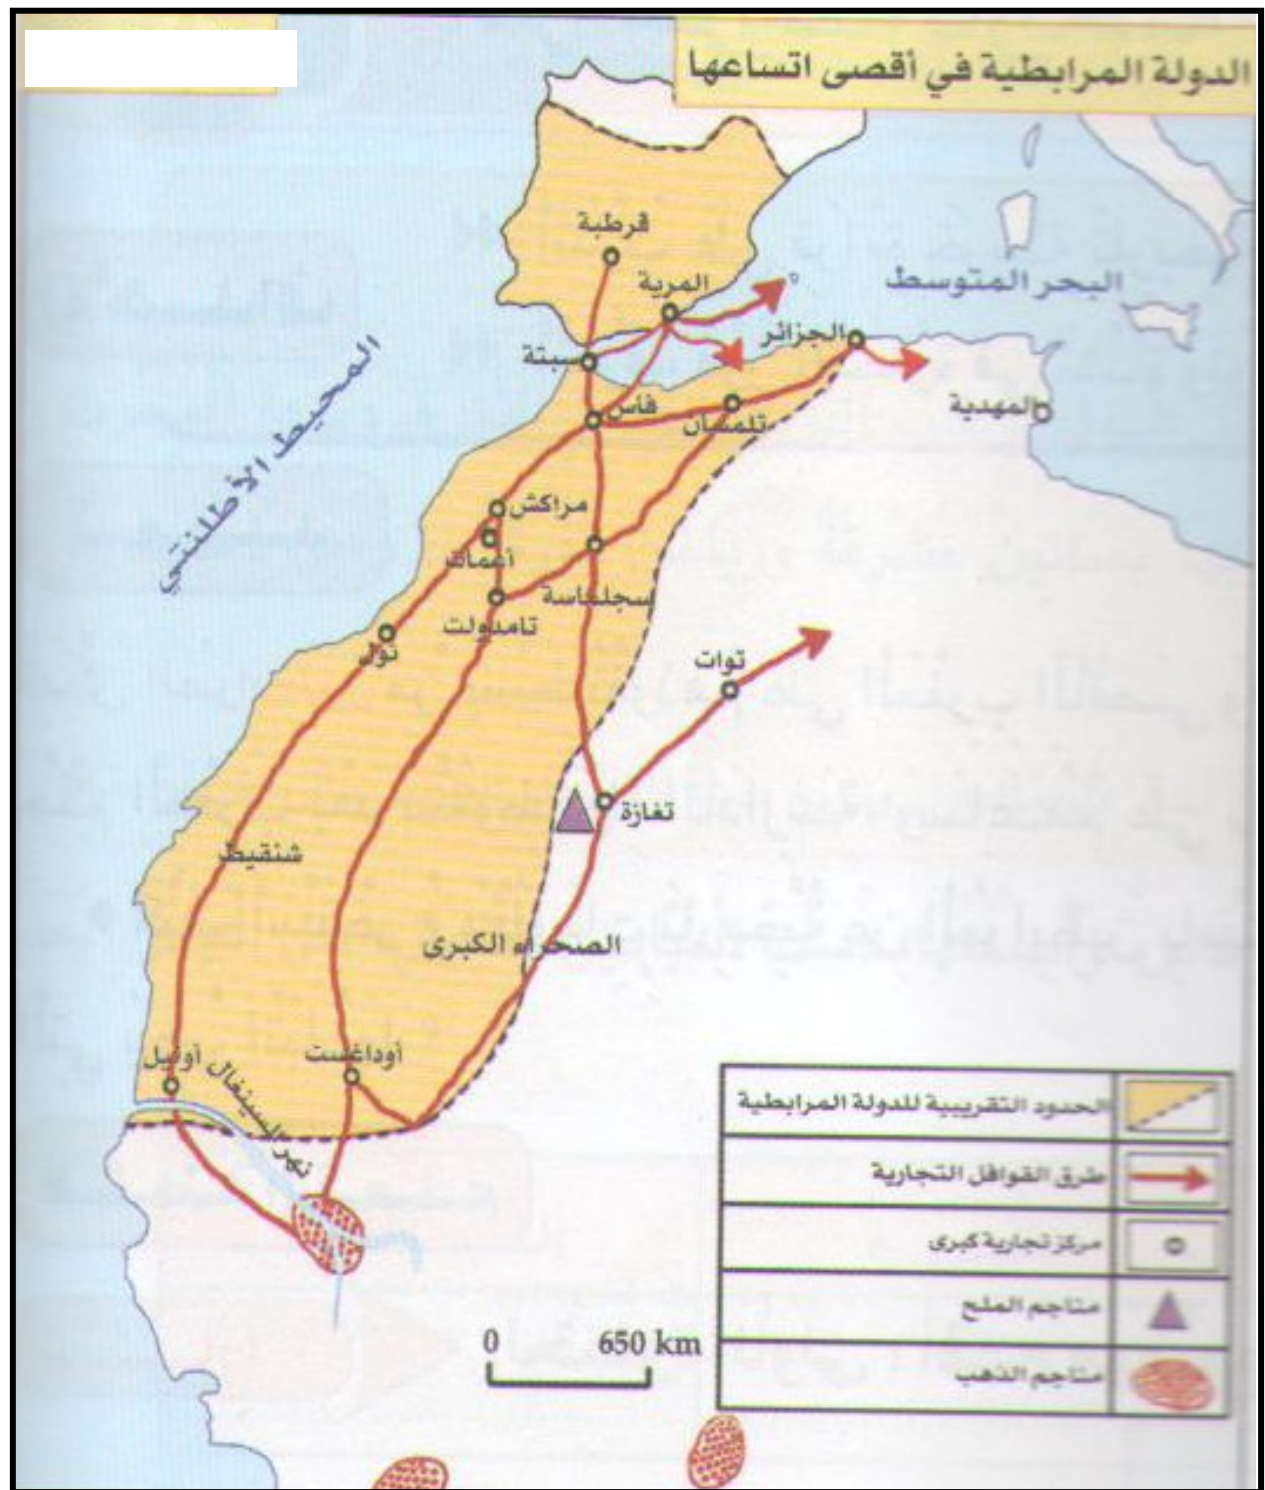 الدولة المرابطية في أقصى اتساعها
قرطبة
المرية
البحر المتوسط
الجزائر
سبتة
المهدية
فاس
تلمسان
المحيط الأطلنتي
مراكش
أغمات
سجلماسة
تامدولت
نول
توات
تغازة
شنقيط
الصحراء الكبرى
أوداغست
أوليل
نهر السينغال
الحدود التقريبية للدولة المرابطية
طرق القوافل التجارية
مركز تجارية كبرى
مناجم الملح
مناجم الذهب
0 650 km